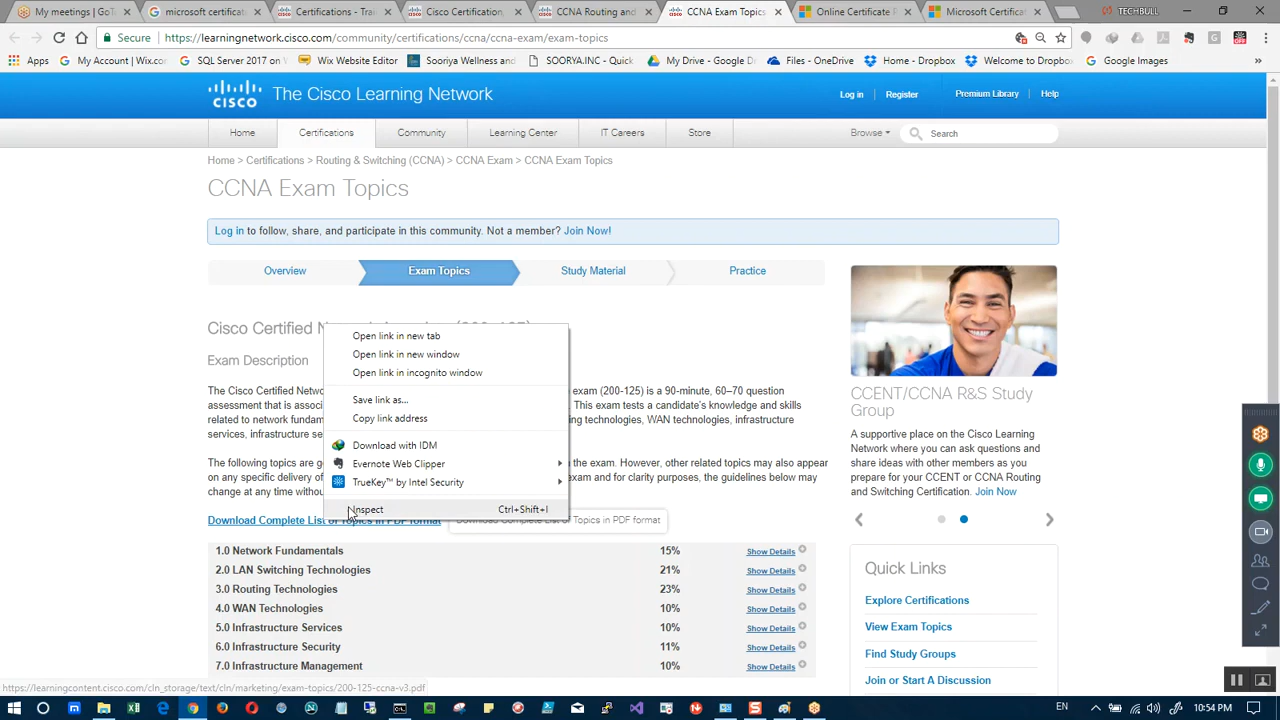 My meetings | GoT
microsoft certificati
Certifications - Train
Cisco Certification,
CCNA Routing and
CCNA Exam Topics
Online Certificate P
Microsoft Certificati
TECHBULL
Secure
https://learningnetwork.cisco.com/community/certifications/ccna/ccna-exam/exam-topics
Apps
My Account | Wix.com
SQL Server 2017 on
Wix Website Editor
Sooriya Wellness and
SOORYA.INC - Quick
My Drive - Google Dr
Files - OneDrive
Home - Dropbox
Welcome to Dropbox
Google Images
»
cisco
The Cisco Learning Network
Log in
Register
Premium Library
Help
Home
Certifications
Community
Learning Center
IT Careers
Store
Browse
Search
Home > Certifications > Routing & Switching (CCNA) > CCNA Exam > CCNA Exam Topics
CCNA Exam Topics
Log in to follow, share, and participate in this community. Not a member? Join Now!
Overview
Exam Topics
Study Material
Practice
Cisco Certified N
Exam Description
The Cisco Certified Netw
exam (200-125) is a 90-minute, 60–70 question
assessment that is associ
This exam tests a candidate's knowledge and skills
related to network fundam
ing technologies, WAN technologies, infrastructure
services, infrastructure se
The following topics are g
the exam. However, other related topics may also appear
on any specific delivery of
exam and for clarity purposes, the guidelines below may
change at any time withou
Open link in new tab
Open link in new window
Open link in incognito window
Save link as...
Copy link address
Download with IDM
Evernote Web Clipper
TrueKey™ by Intel Security
Inspect
Ctrl+Shift+I
Download Complete List of Topics in PDF format
Download Complete List of Topics in PDF format
1.0 Network Fundamentals 15% Show Details
2.0 LAN Switching Technologies 21% Show Details
3.0 Routing Technologies 23% Show Details
4.0 WAN Technologies 10% Show Details
5.0 Infrastructure Services 10% Show Details
6.0 Infrastructure Security 11% Show Details
7.0 Infrastructure Management 10% Show Details
CCENT/CCNA R&S Study
Group
A supportive place on the Cisco Learning
Network where you can ask questions and
share ideas with other members as you
prepare for your CCENT or CCNA Routing
and Switching Certification. Join Now
Quick Links
Explore Certifications
View Exam Topics
Find Study Groups
Join or Start A Discussion
https://learningcontent.cisco.com/cln_storage/text/cln/marketing/exam-topics/200-125-ccna-v3.pdf
EN
10:54 PM